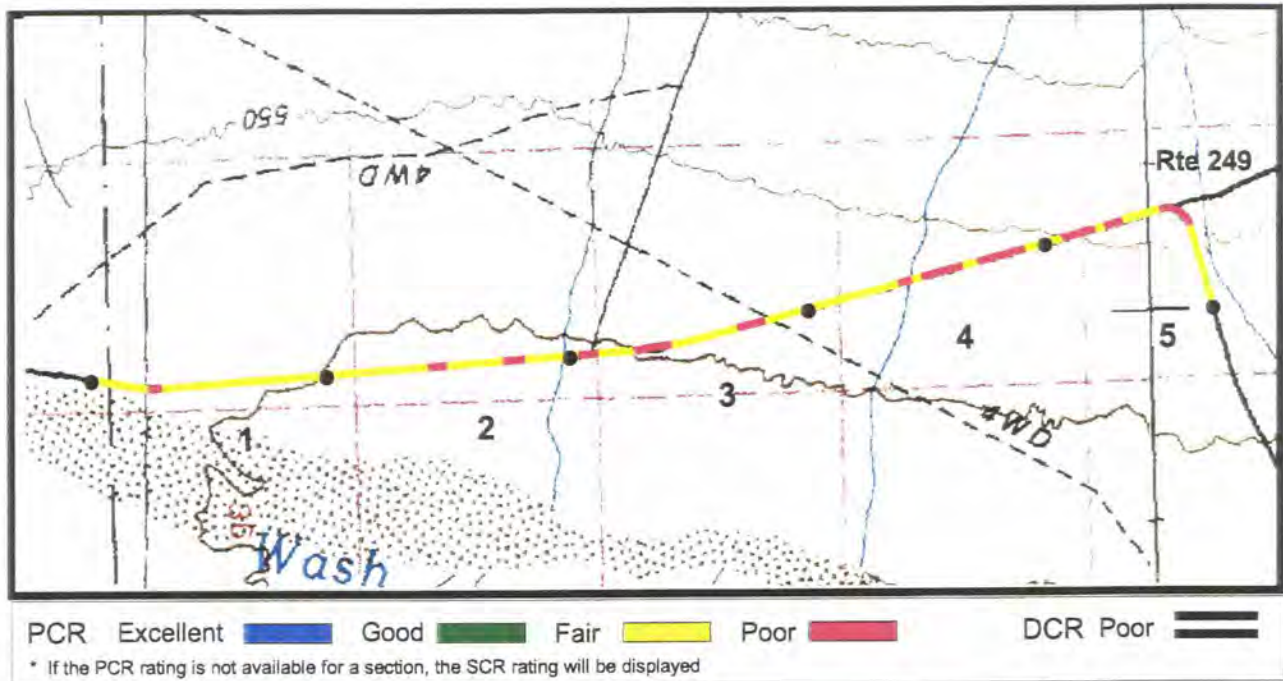 550
4WD
Rte 249
4
5
3
2
1
4WD
Wash
PCR Excellent Good Fair Poor DCR Poor
* If the PCR rating is not available for a section, the SCR rating will be displayed